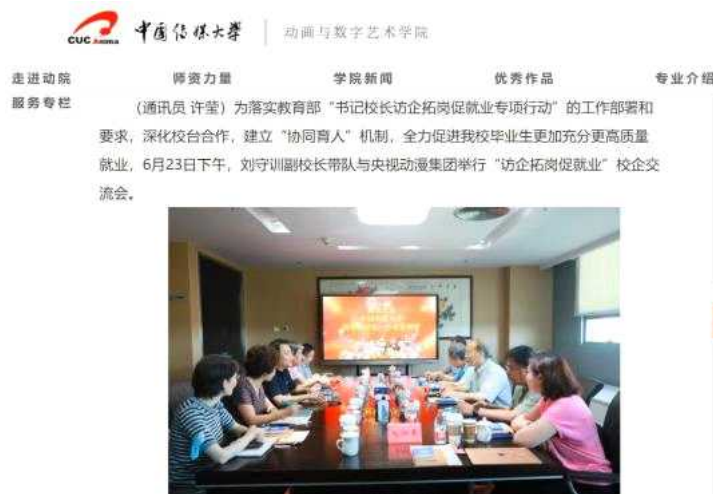 CUC Anima 中国传媒大学 动画与数字艺术学院
走进动院 师资力量 学院新闻 优秀作品 专业介绍
服务专栏
（通讯员 许莹）为落实教育部“书记校长访企拓岗促就业专项行动”的工作部署和
要求，深化校台合作，建立“协同育人”机制，全力促进我校毕业生更加充分更高质量
就业，6月23日下午，刘守训副校长带队与央视动漫集团举行“访企拓岗促就业”校企交
流会。